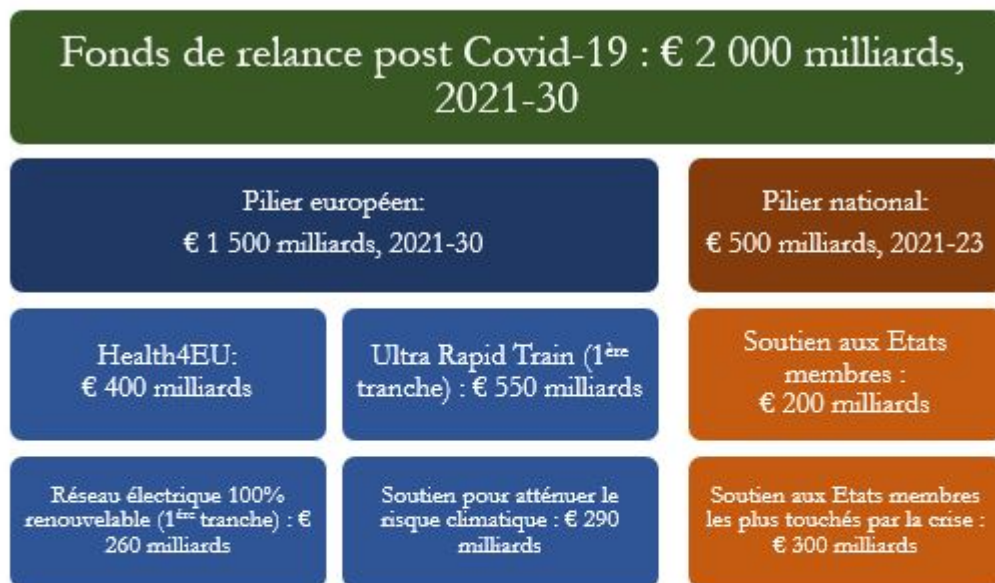 Fonds de relance post Covid-19 : € 2 000 milliards,
2021-30
Pilier européen:
€ 1 500 milliards, 2021-30
Pilier national:
€ 500 milliards, 2021-23
Health4EU:
€ 400 milliards
Ultra Rapid Train (1ère
tranche) : € 550 milliards
Soutien aux Etats
membres :
€ 200 milliards
Réseau électrique 100%
renouvelable (1ère tranche) : €
260 milliards
Soutien pour atténuer le
risque climatique : € 290
milliards
Soutien aux Etats membres
les plus touchés par la crise :
€ 300 milliards